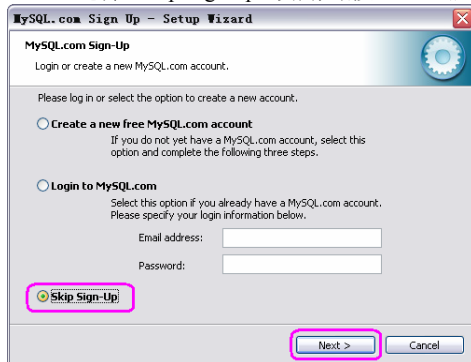 MySQL.com Sign Up - Setup Wizard
MySQL.com Sign-Up
Login or create a new MySQL.com account.
Please log in or select the option to create a new account.
Create a new free MySQL.com account
If you do not yet have a MySQL.com account, select this
option and complete the following three steps.
Login to MySQL.com
Select this option if you already have a MySQL.com account.
Please specify your login information below.
Email address:
Password:
Skip Sign-Up
Next >
Cancel